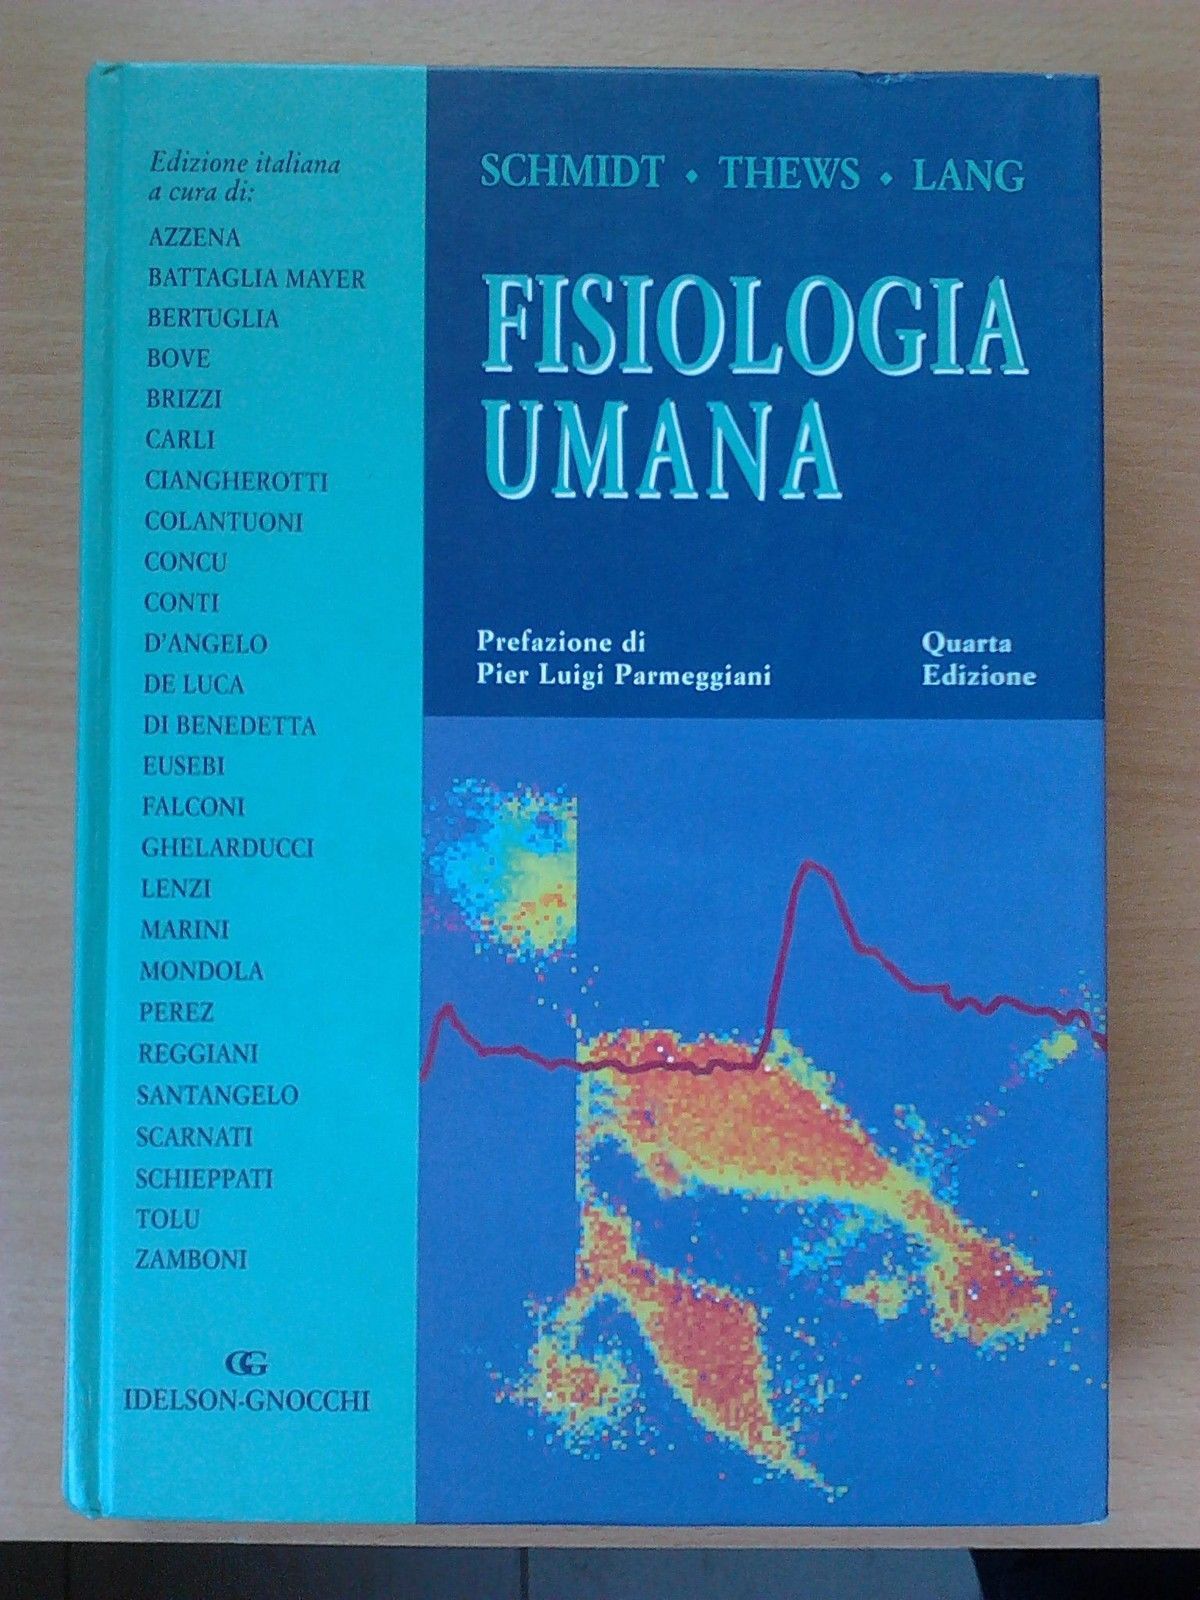 Edizione italiana
a cura di:
AZZENA
BATTAGLIA MAYER
BERTUGLIA
BOVE
BRIZZI
CARLI
CIANGHEROTTI
COLANTUONI
CONCU
CONTI
D'ANGELO
DE LUCA
DI BENEDETTA
EUSEBI
FALCONI
GHELARDUCCI
LENZI
MARINI
MONDOLA
PEREZ
REGGIANI
SANTANGELO
SCARNATI
SCHIEPPATI
TOLU
ZAMBONI
GG
IDELSON-GNOCCHI
SCHMIDT • THEWS • LANG
FISIOLOGIA
UMANA
Prefazione di
Pier Luigi Parmeggiani
Quarta
Edizione